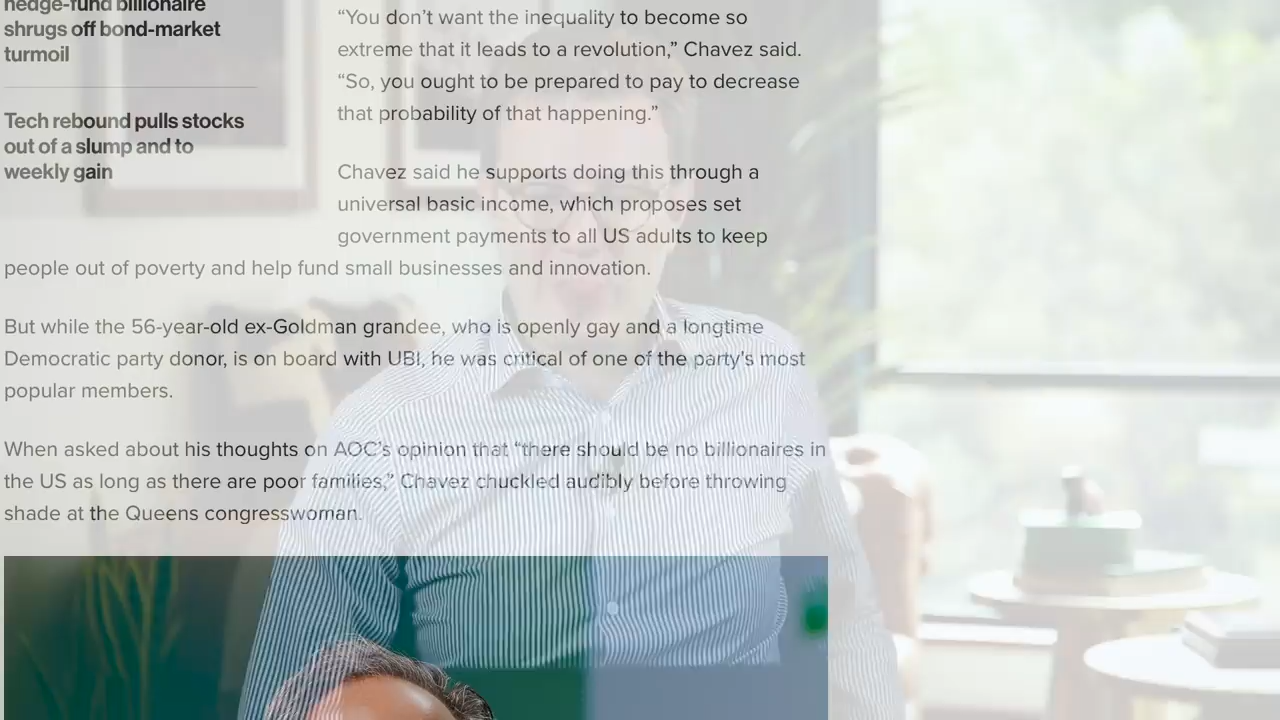 hedge-fund billionaire
shrugs off bond-market
turmoil
Tech rebound pulls stocks
out of a slump and to
weekly gain
“You don’t want the inequality to become so
extreme that it leads to a revolution,” Chavez said.
“So, you ought to be prepared to pay to decrease
that probability of that happening.”
Chavez said he supports doing this through a
universal basic income, which proposes set
government payments to all US adults to keep
people out of poverty and help fund small businesses and innovation.
But while the 56-year-old ex-Goldman grandee, who is openly gay and a longtime
Democratic party donor, is on board with UBI, he was critical of one of the party’s most
popular members.
When asked about his thoughts on AOC’s opinion that “there should be no billionaires in
the US as long as there are poor families,” Chavez chuckled audibly before throwing
shade at the Queens congresswoman.